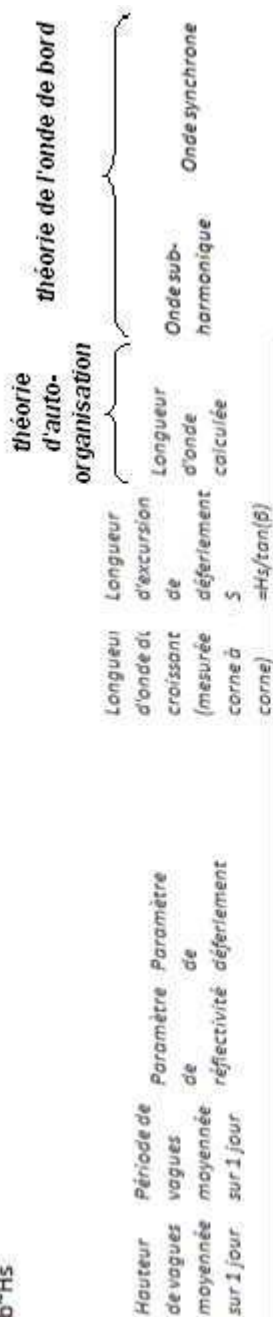 b~Hs
théorie
d'auto-
organisation
théorie de l'onde de bord
Hauteur
de vagues
moyennée
sur 1 jour
Période de
vagues
moyennée
sur 1 jour
Paramètre
de
réflectivité
Paramètre
de
déferlement
Longueu
d'onde d
croissant
(mesurée
corne à
corne)
Longueur
d'excursion
de
déferlement
S
=Hs/tan(β)
Longueur
d'onde
calculée
Onde sub-
harmonique
Onde synchrone